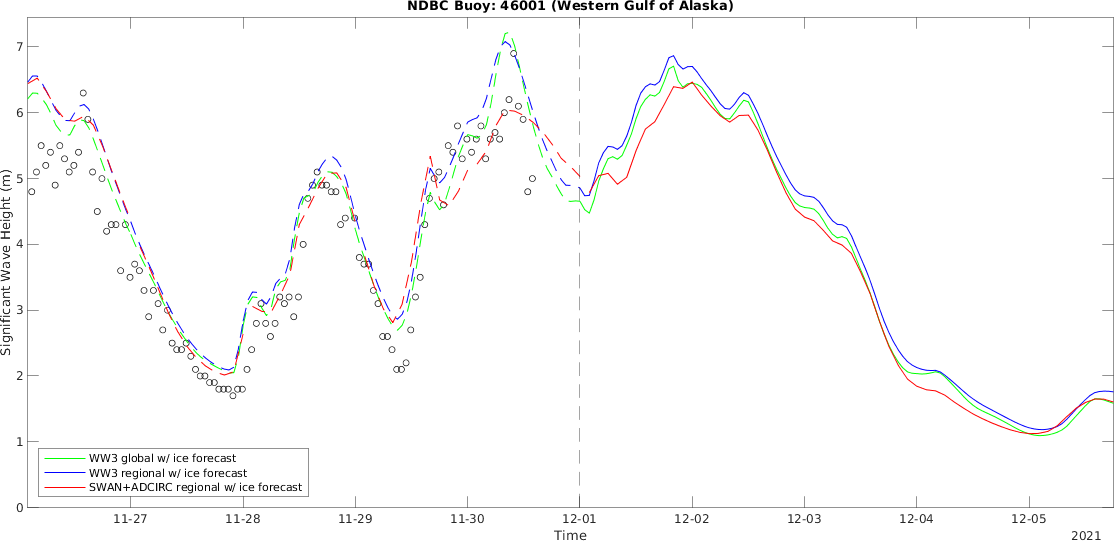 NDBC Buoy: 46001 (Western Gulf of Alaska)
Significant Wave Height (m)
7
6
5
4
3
2
1
0
WW3 global w/ ice forecast
WW3 regional w/ ice forecast
SWAN+ADCIRC regional w/ ice forecast
11-27 11-28 11-29 11-30 12-01 12-02 12-03 12-04 12-05
Time
2021